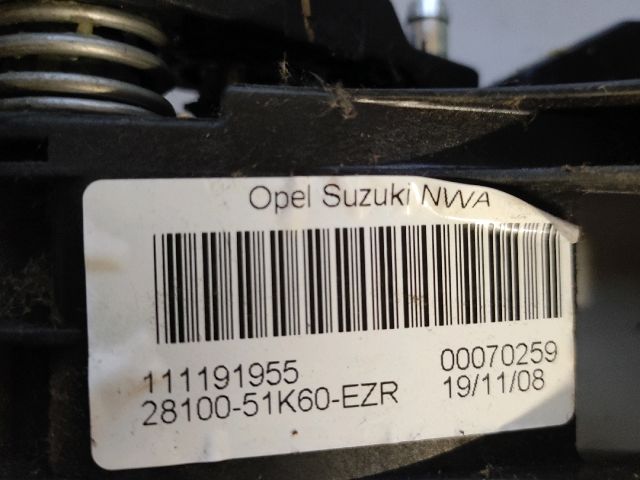 Opel Suzuki NWA
111191955 00070259
28100-51K60-EZR 19/11/08